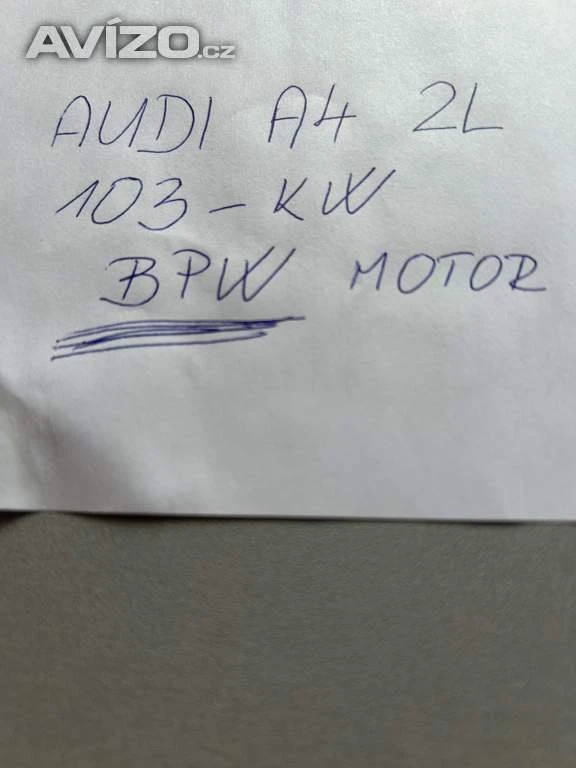 AVÍZO.cz
AUDI A4 2L
103-KW
BPW MOTOR